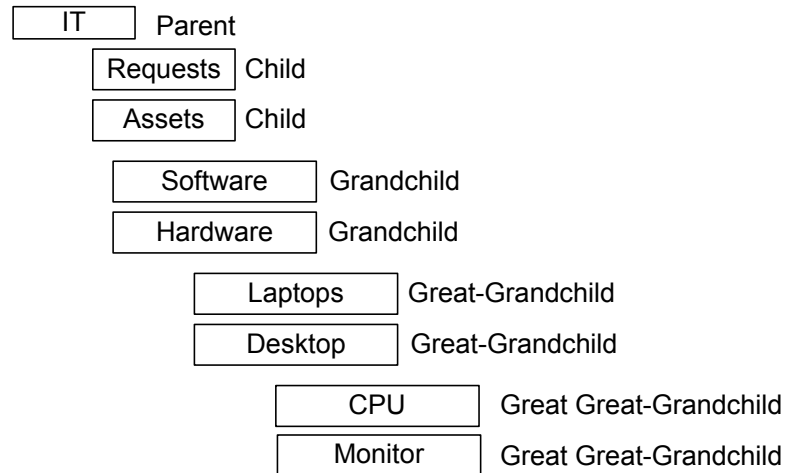 IT Parent
Requests Child
Assets Child
Software Grandchild
Hardware Grandchild
Laptops Great-Grandchild
Desktop Great-Grandchild
CPU Great Great-Grandchild
Monitor Great Great-Grandchild